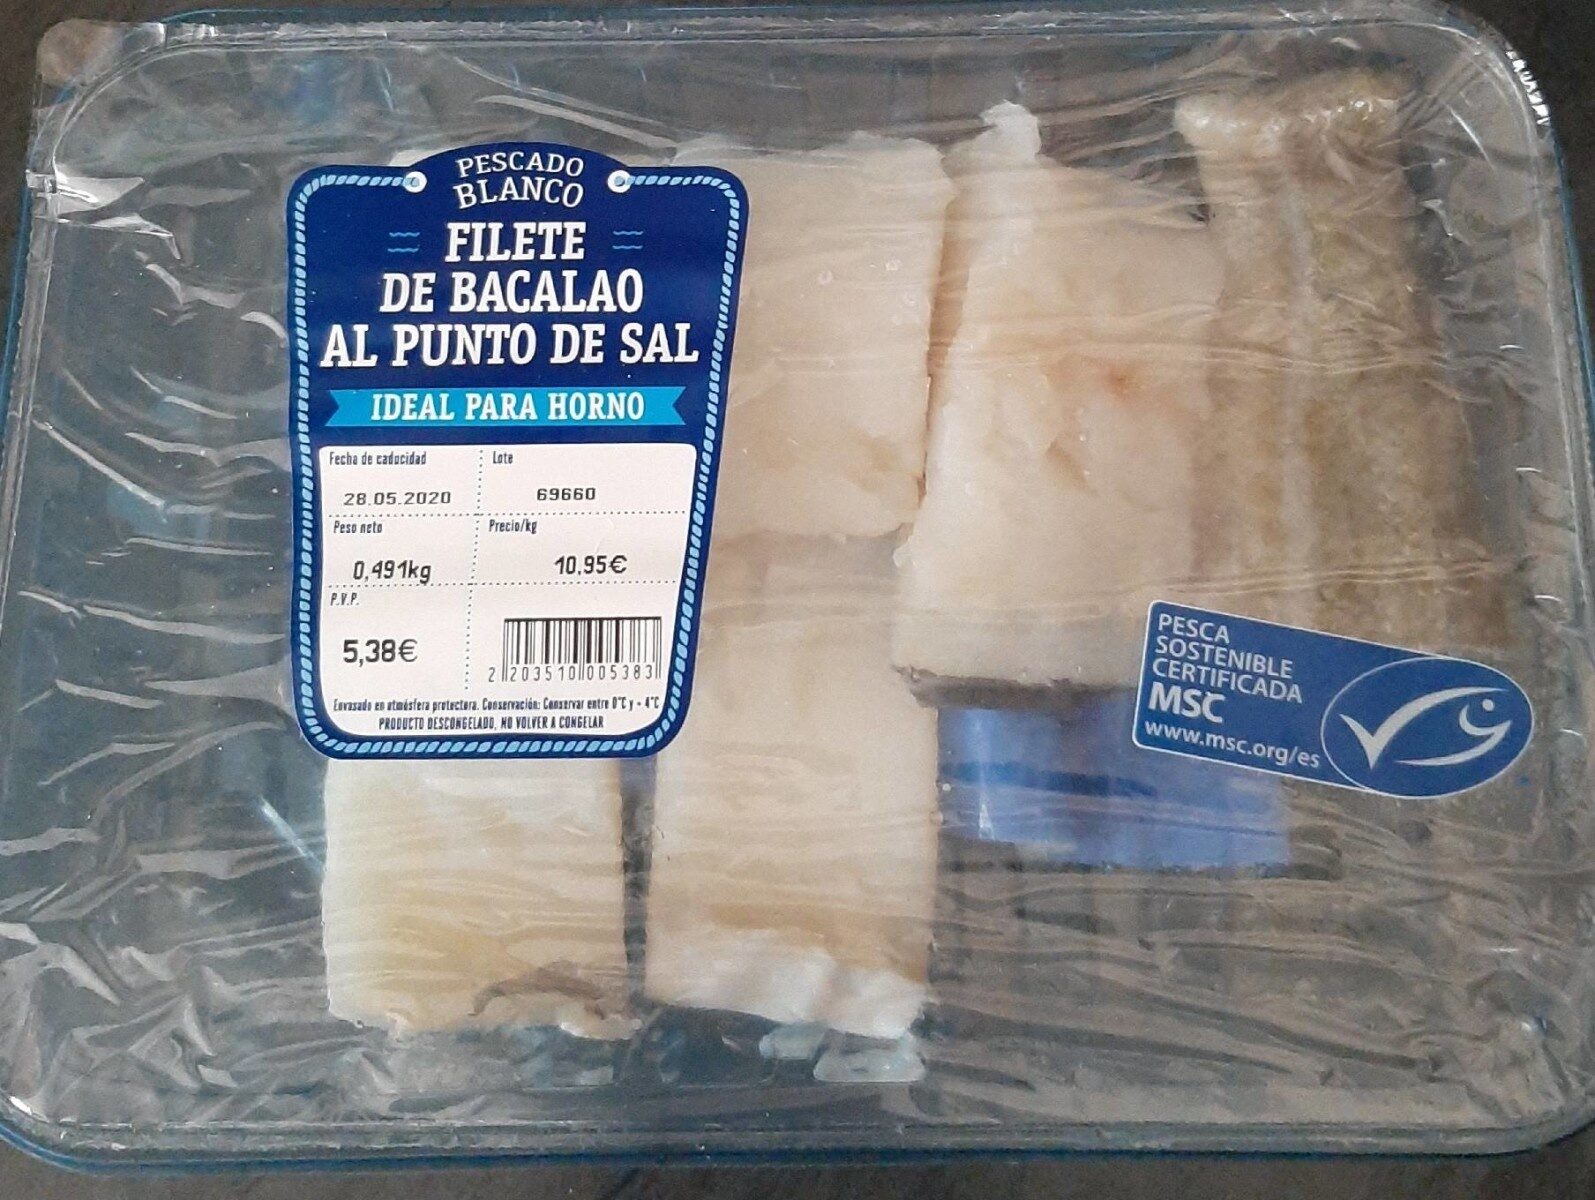 PESCADO
BLANCO
FILETE
DE BACALAO
AL PUNTO DE SAL
IDEAL PARA HORNO
Fecha de caducidad
Lote
28.05.2020
69660
Peso neto
Precio/kg
0,491kg
10,95€
P.V.P.
5,38€
2 203510 005383
Envasado en atmósfera protectora. Conservación: Conservar entre 0°C y - 4°C
PRODUCTO DESCONGELADO, NO VOLVER A CONGELAR
PESCA
SOSTENIBLE
CERTIFICADA
MSC
www.msc.org/es